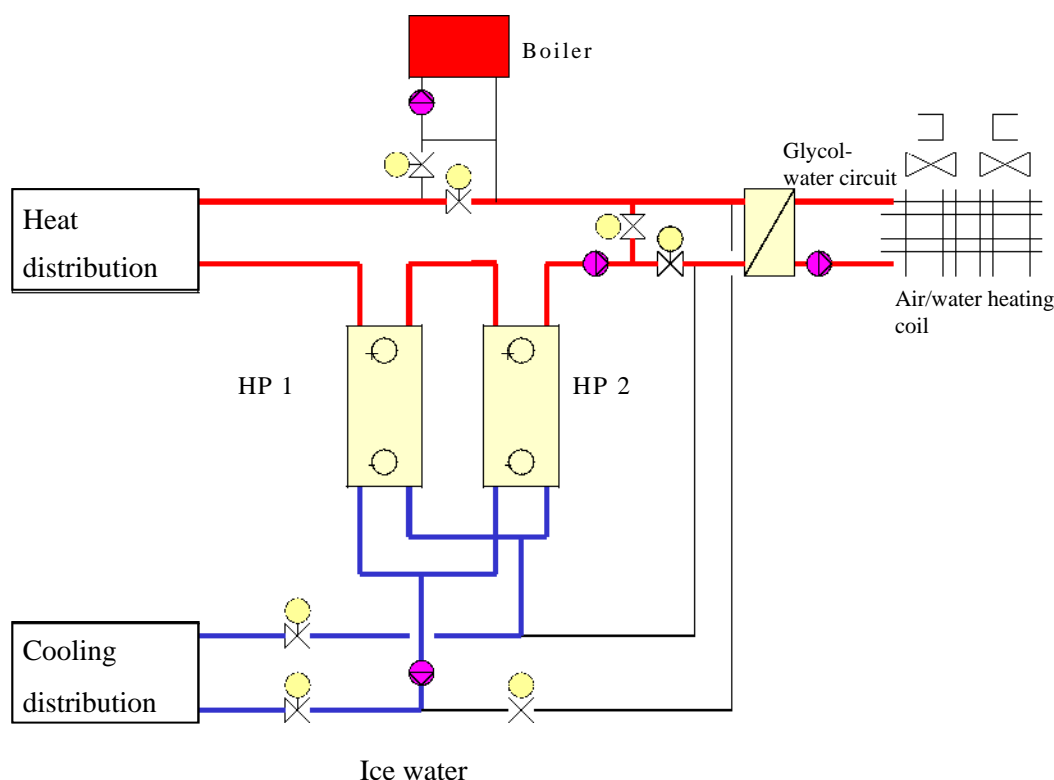 Boiler
Glycol-
water circuit
Heat
distribution
Air/water heating
coil
HP 1
HP 2
Cooling
distribution
Ice water